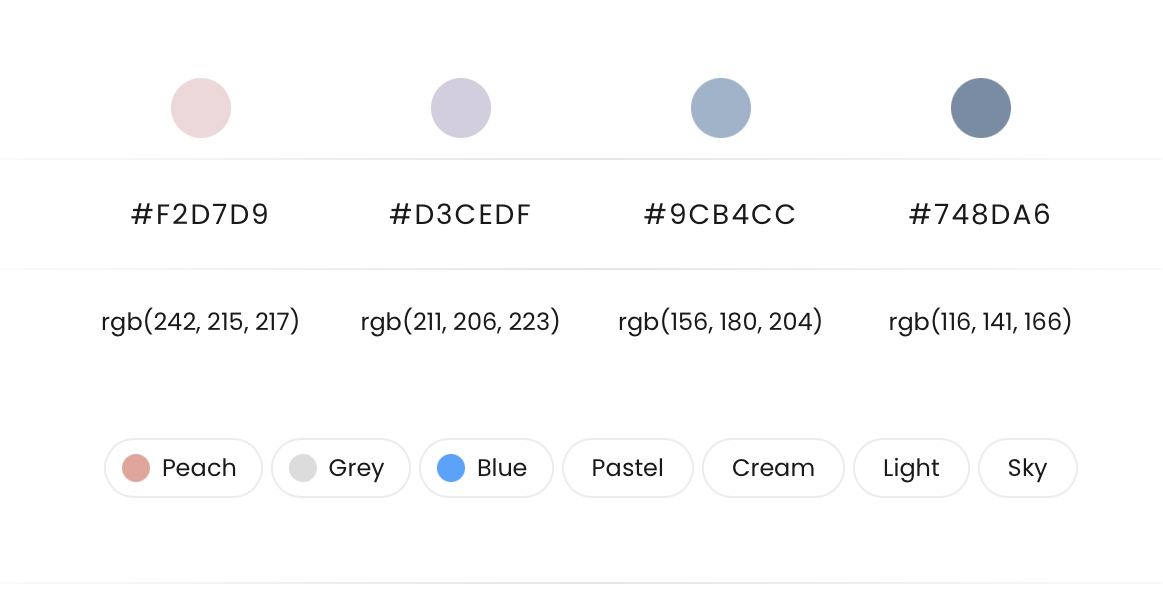 #F2D7D9 #D3CEDF #9CB4CC #748DA6
rgb(242, 215, 217) rgb(211, 206, 223) rgb(156, 180, 204) rgb(116, 141, 166)
Peach Grey Blue Pastel Cream Light Sky